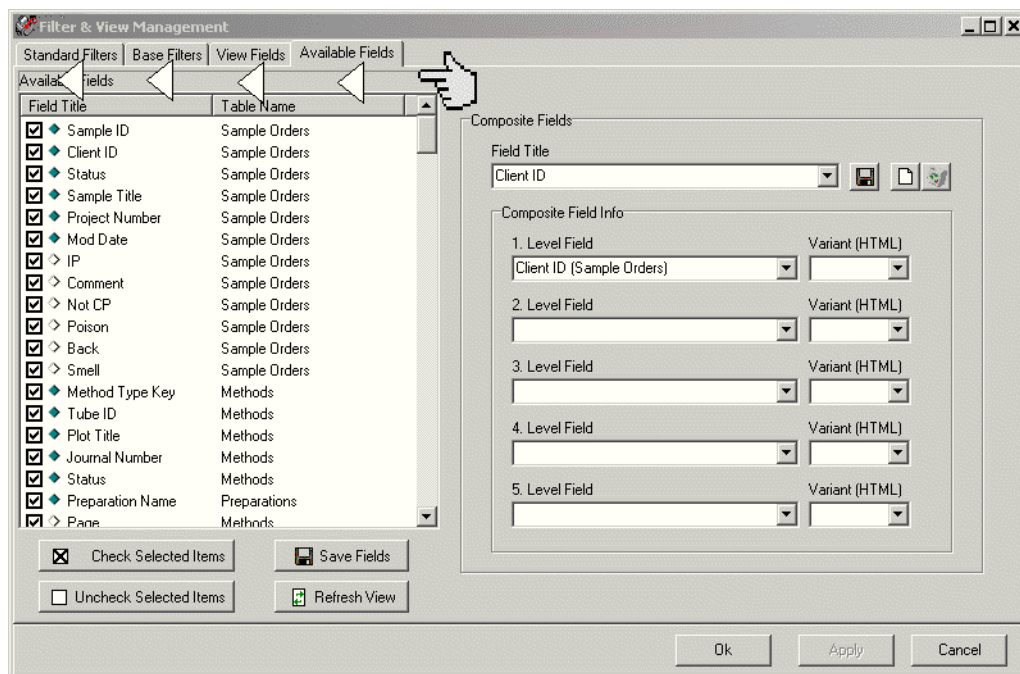 Filter & View Management
Standard Filters Base Filters View Fields Available Fields
Available Fields
Field Title Table Name
Sample ID Sample Orders
Client ID Sample Orders
Status Sample Orders
Sample Title Sample Orders
Project Number Sample Orders
Mod Date Sample Orders
IP Sample Orders
Comment Sample Orders
Not CP Sample Orders
Poison Sample Orders
Back Sample Orders
Smell Sample Orders
Method Type Key Methods
Tube ID Methods
Plot Title Methods
Journal Number Methods
Status Methods
Preparation Name Preparations
Page Methods
Check Selected Items Save Fields
Uncheck Selected Items Refresh View
Composite Fields
Field Title
Client ID
Composite Field Info
1. Level Field Variant (HTML)
Client ID (Sample Orders)
2. Level Field Variant (HTML)
3. Level Field Variant (HTML)
4. Level Field Variant (HTML)
5. Level Field Variant (HTML)
Ok Apply Cancel